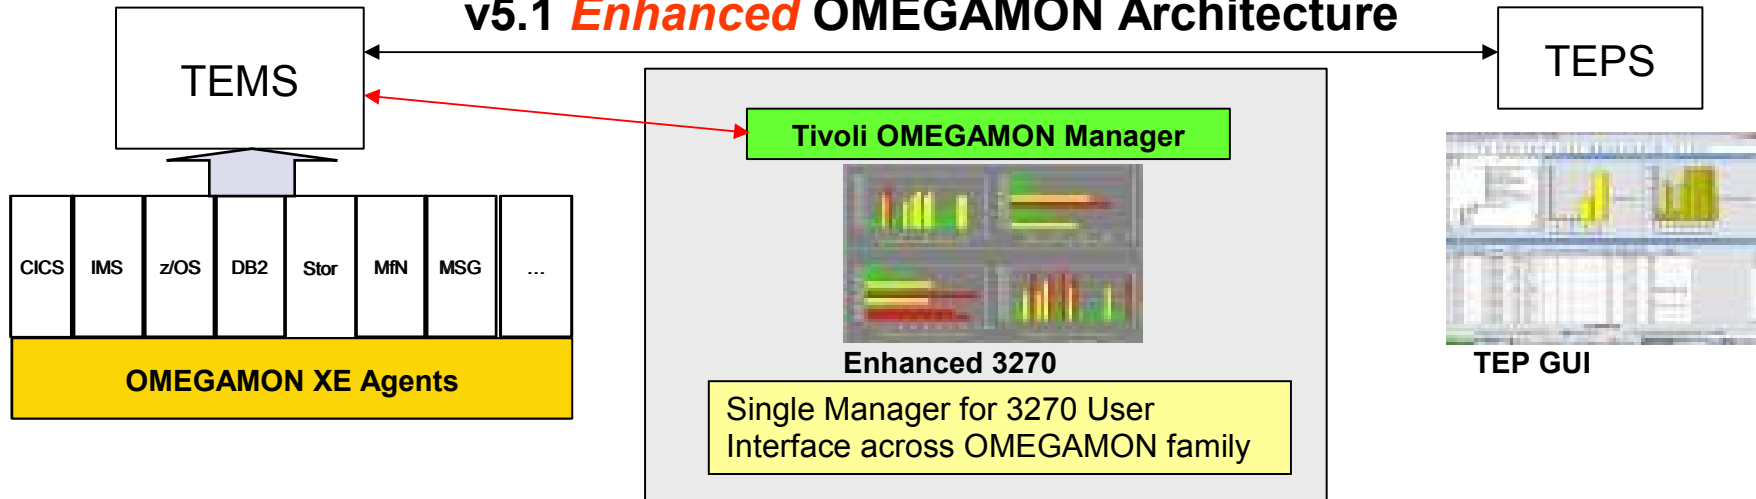 v5.1 Enhanced OMEGAMON Architecture
TEMS
TEPS
Tivoli OMEGAMON Manager
CICS
IMS
z/OS
DB2
Stor
MfN
MSG
...
OMEGAMON XE Agents
Enhanced 3270
TEP GUI
Single Manager for 3270 User
Interface across OMEGAMON family